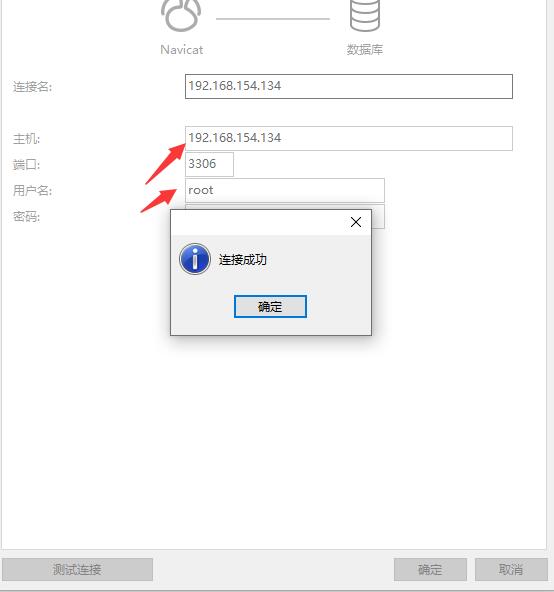 Navicat
数据库
连接名:
192.168.154.134
主机:
192.168.154.134
端口:
3306
用户名:
root
密码:
连接成功
确定
测试连接
确定
取消